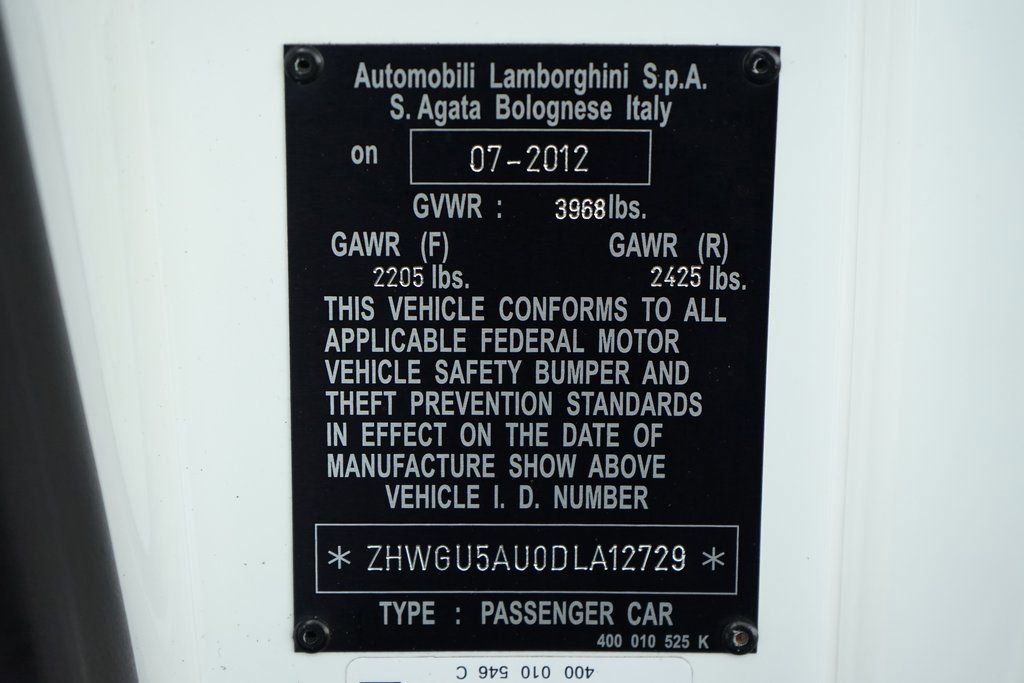 Automobili Lamborghini S.p.A.
S. Agata Bolognese Italy
on 07-2012
GVWR : 3968 lbs.
GAWR (F) GAWR (R)
2205 lbs. 2425 lbs.
THIS VEHICLE CONFORMS TO ALL
APPLICABLE FEDERAL MOTOR
VEHICLE SAFETY BUMPER AND
THEFT PREVENTION STANDARDS
IN EFFECT ON THE DATE OF
MANUFACTURE SHOW ABOVE
VEHICLE I. D. NUMBER
* ZHWGU5AU0DLA12729 *
TYPE : PASSENGER CAR
400 010 525 K
400 010 546 C